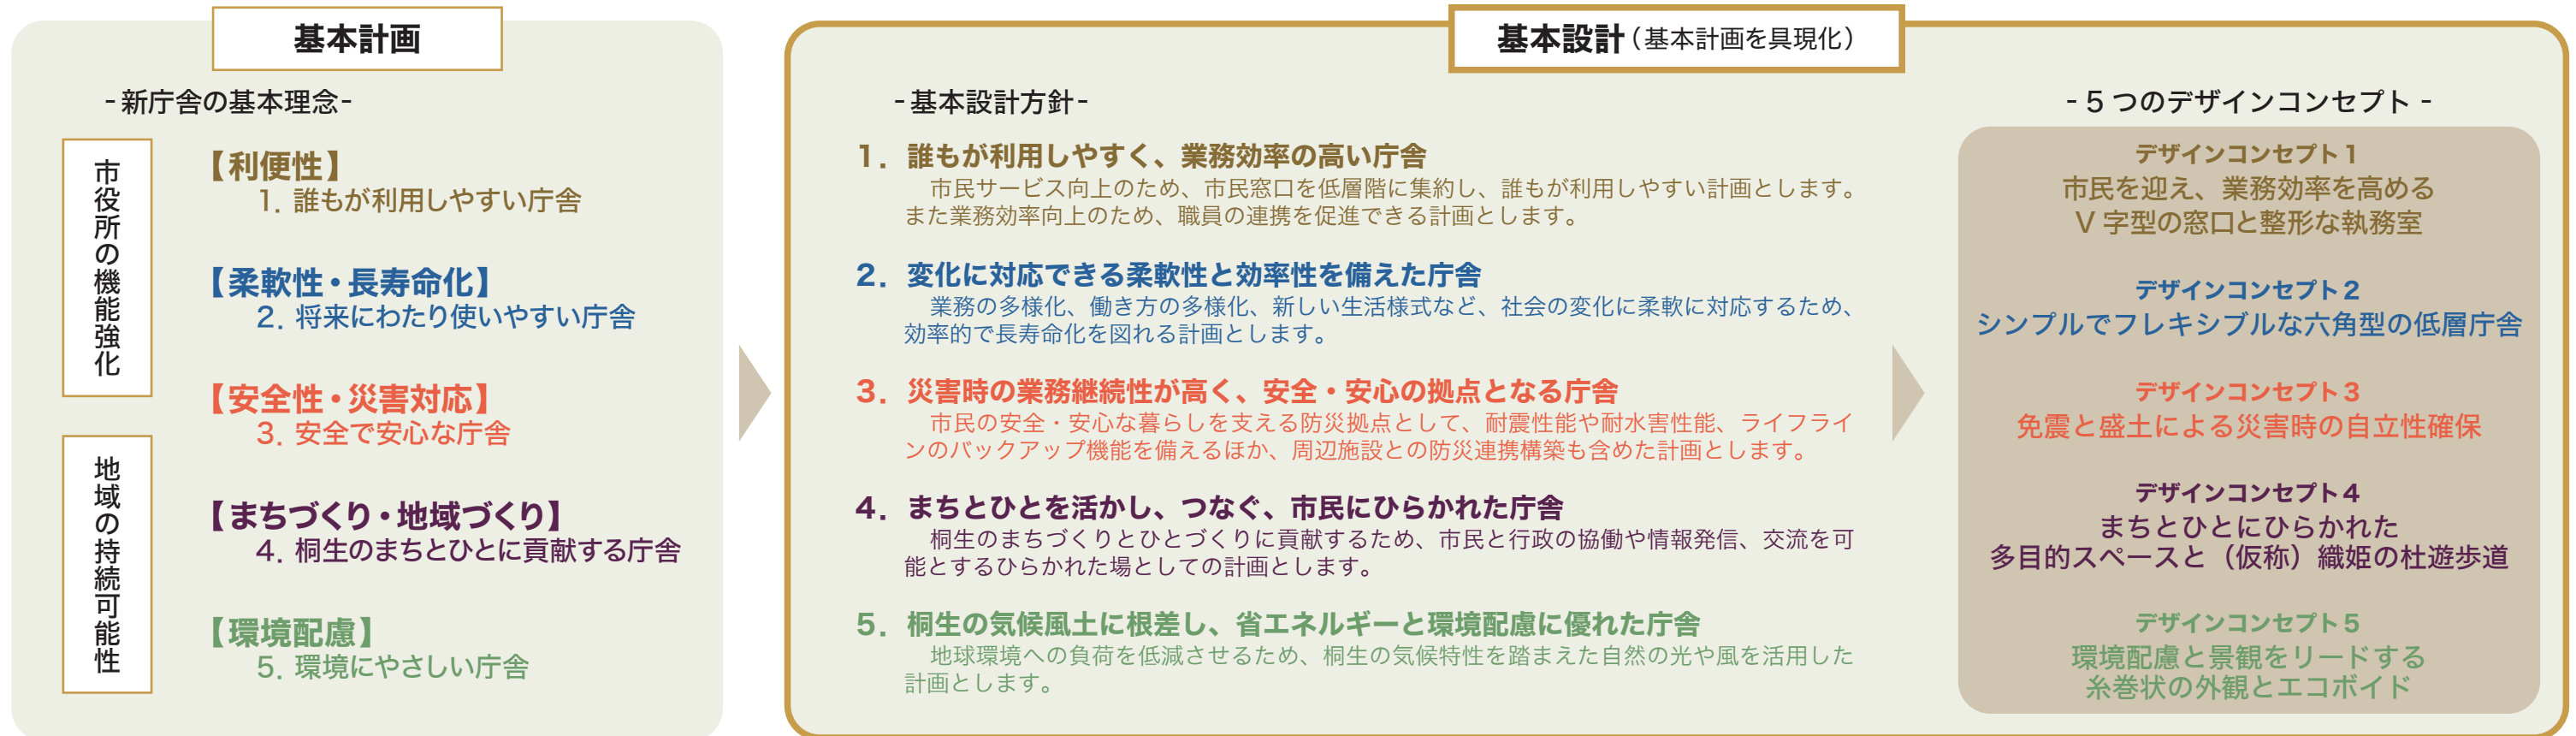 基本計画
-新庁舎の基本理念-
市役所の機能強化
【利便性】
1. 誰もが利用しやすい庁舎
【柔軟性・長寿命化】
2. 将来にわたり使いやすい庁舎
【安全性・災害対応】
3. 安全で安心な庁舎
地域の持続可能性
【まちづくり・地域づくり】
4. 桐生のまちとひとに貢献する庁舎
【環境配慮】
5. 環境にやさしい庁舎
基本設計（基本計画を具現化）
-基本設計方針-
1. 誰もが利用しやすく、業務効率の高い庁舎
市民サービス向上のため、市民窓口を低層階に集約し、誰もが利用しやすい計画とします。
また業務効率向上のため、職員の連携を促進できる計画とします。
2. 変化に対応できる柔軟性と効率性を備えた庁舎
業務の多様化、働き方の多様化、新しい生活様式など、社会の変化に柔軟に対応するため、
効率的で長寿命化を図れる計画とします。
3. 災害時の業務継続性が高く、安全・安心の拠点となる庁舎
市民の安全・安心な暮らしを支える防災拠点として、耐震性能や耐水害性能、ライフライ
ンのバックアップ機能を備えるほか、周辺施設との防災連携構築も含めた計画とします。
4. まちとひとを活かし、つなぐ、市民にひらかれた庁舎
桐生のまちづくりとひとづくりに貢献するため、市民と行政の協働や情報発信、交流を可
能とするひらかれた場としての計画とします。
5. 桐生の気候風土に根差し、省エネルギーと環境配慮に優れた庁舎
地球環境への負荷を低減させるため、桐生の気候特性を踏まえた自然の光や風を活用した
計画とします。
- 5 つのデザインコンセプト -
デザインコンセプト 1
市民を迎え、業務効率を高める
V 字型の窓口と整形な執務室
デザインコンセプト 2
シンプルでフレキシブルな六角型の低層庁舎
デザインコンセプト 3
免震と盛土による災害時の自立性確保
デザインコンセプト 4
まちとひとにひらかれた
多目的スペースと（仮称）織姫の杜遊歩道
デザインコンセプト 5
環境配慮と景観をリードする
糸巻状の外観とエコボイド